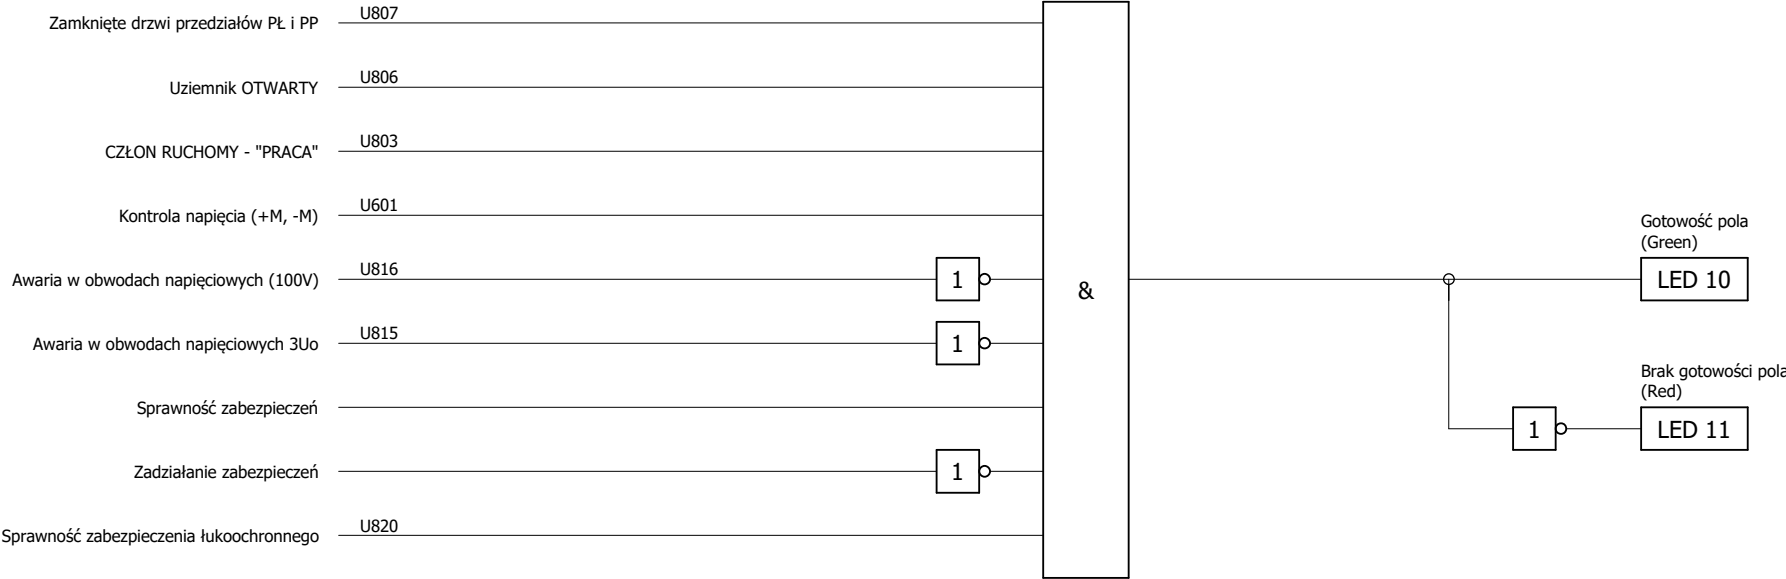 Zamknięte drzwi przedziałów PŁ i PP
U807
Uziemnik OTWARTY
U806
CZŁON RUCHOMY - "PRACA"
U803
Kontrola napięcia (+M, -M)
U601
Awaria w obwodach napięciowych (100V)
U816
1
Awaria w obwodach napięciowych 3Uo
U815
1
Sprawność zabezpieczeń
Zadziałanie zabezpieczeń
1
Sprawność zabezpieczenia łukoochronnego
U820
&
Gotowość pola
(Green)
LED 10
Brak gotowości pola
(Red)
1
LED 11